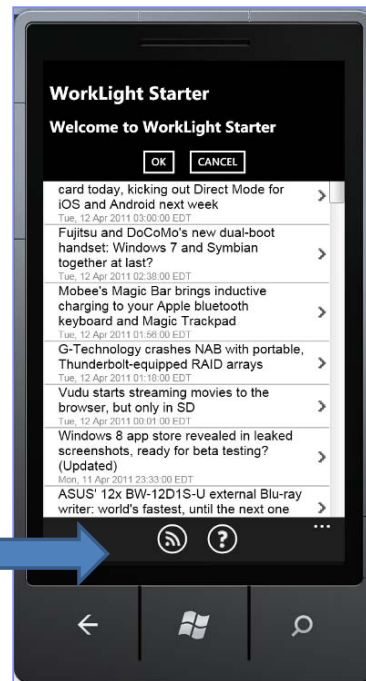 WorkLight Starter
Welcome to WorkLight Starter
OK CANCEL
card today, kicking out Direct Mode for
iOS and Android next week
Tue, 12 Apr 2011 03:00:00 EDT
Fujitsu and DoCoMo's new dual-boot
handset: Windows 7 and Symbian
together at last?
Tue, 12 Apr 2011 02:38:00 EDT
Mobee's Magic Bar brings inductive
charging to your Apple bluetooth
keyboard and Magic Trackpad
Tue, 12 Apr 2011 01:56:00 EDT
G-Technology crashes NAB with portable,
Thunderbolt-equipped RAID arrays
Tue, 12 Apr 2011 01:18:00 EDT
Vudu starts streaming movies to the
browser, but only in SD
Tue, 12 Apr 2011 00:01:00 EDT
Windows 8 app store revealed in leaked
screenshots, ready for beta testing?
(Updated)
Mon, 11 Apr 2011 23:33:00 EDT
ASUS' 12x BW-12D1S-U external Blu-ray
writer: world's fastest, until the next one
...
?